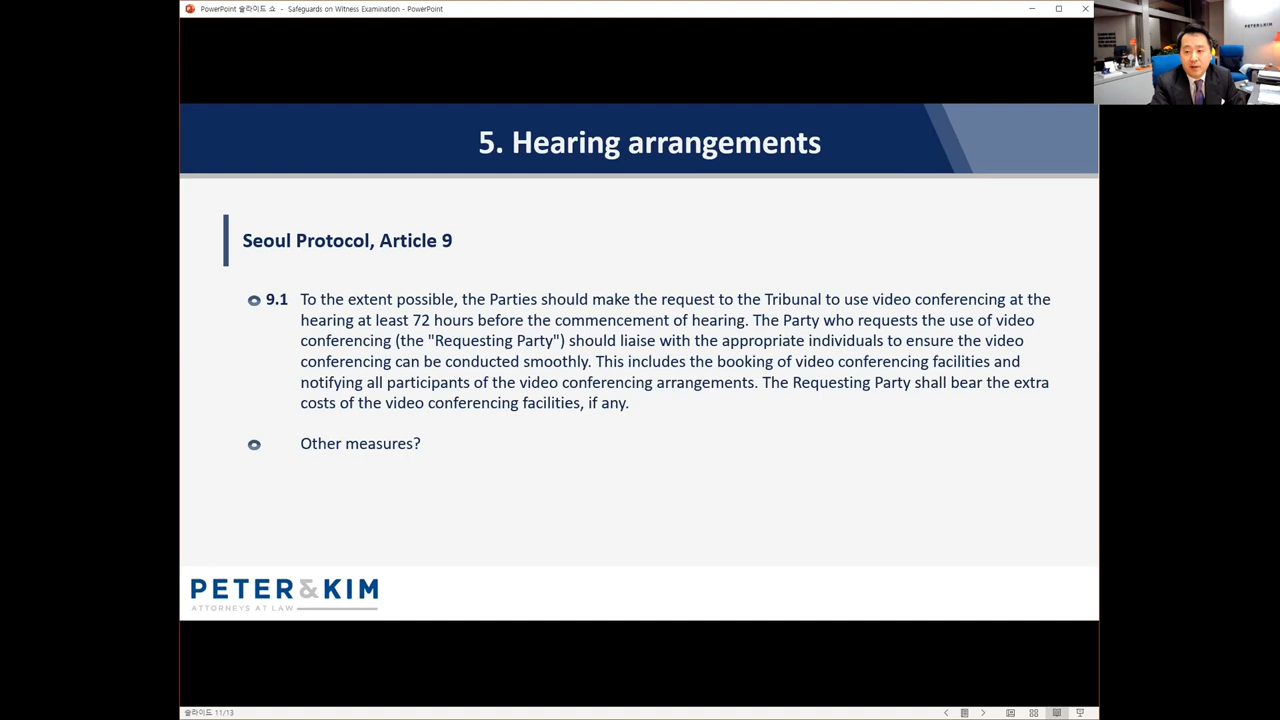 PowerPoint 슬라이드 쇼 - Safeguards on Witness Examination - PowerPoint
PETER & KIM
5. Hearing arrangements
Seoul Protocol, Article 9
9.1 To the extent possible, the Parties should make the request to the Tribunal to use video conferencing at the
hearing at least 72 hours before the commencement of hearing. The Party who requests the use of video
conferencing (the "Requesting Party") should liaise with the appropriate individuals to ensure the video
conferencing can be conducted smoothly. This includes the booking of video conferencing facilities and
notifying all participants of the video conferencing arrangements. The Requesting Party shall bear the extra
costs of the video conferencing facilities, if any.
Other measures?
PETER & KIM
ATTORNEYS AT LAW
슬라이드 11/13